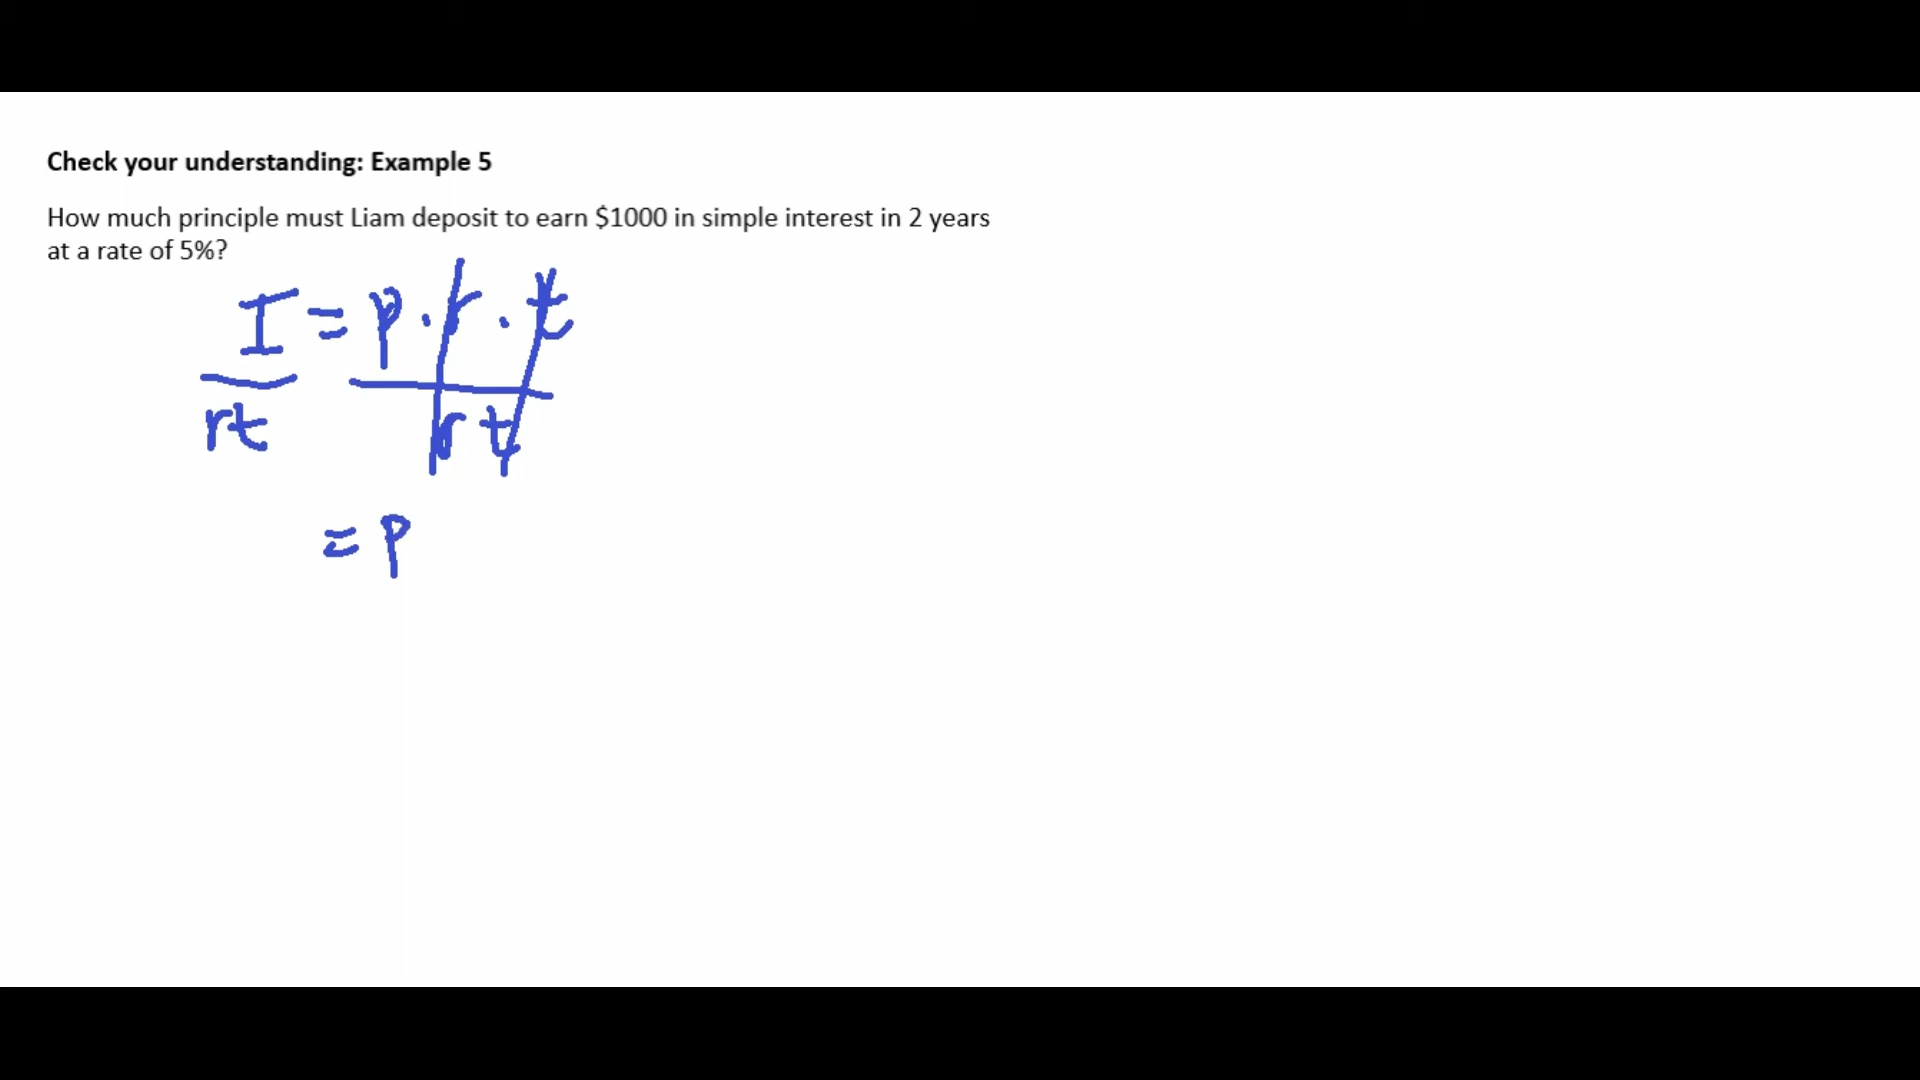 Check your understanding: Example 5
How much principle must Liam deposit to earn $1000 in simple interest in 2 years
at a rate of 5%?
I = p · r · t
rt rt
= P